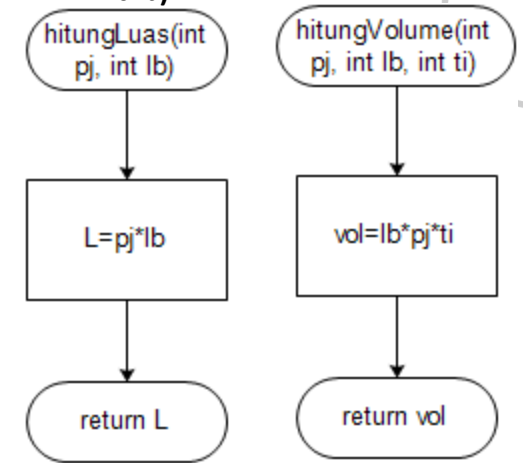 hitungLuas(int
pj, int lb)
L=pj*lb
return L
hitungVolume(int
pj, int lb, int ti)
vol=lb*pj*ti
return vol